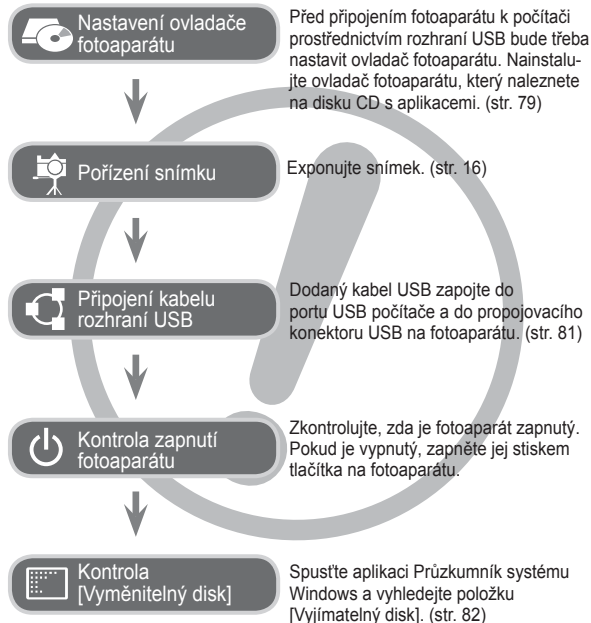 Nastavení ovladače
fotoaparátu
Před připojením fotoaparátu k počítači
prostřednictvím rozhraní USB bude třeba
nastavit ovladač fotoaparátu. Nainstalu-
jte ovladač fotoaparátu, který naleznete
na disku CD s aplikacemi. (str. 79)
Pořízení snímku
Exponujte snímek. (str. 16)
Připojení kabelu
rozhraní USB
Dodaný kabel USB zapojte do
portu USB počítače a do propojovacího
konektoru USB na fotoaparátu. (str. 81)
Kontrola zapnutí
fotoaparátu
Zkontrolujte, zda je fotoaparát zapnutý.
Pokud je vypnutý, zapněte jej stiskem
tlačítka na fotoaparátu.
Kontrola
[Vyměnitelný disk]
Spusťte aplikaci Průzkumník systému
Windows a vyhledejte položku
[Vyjímatelný disk]. (str. 82)